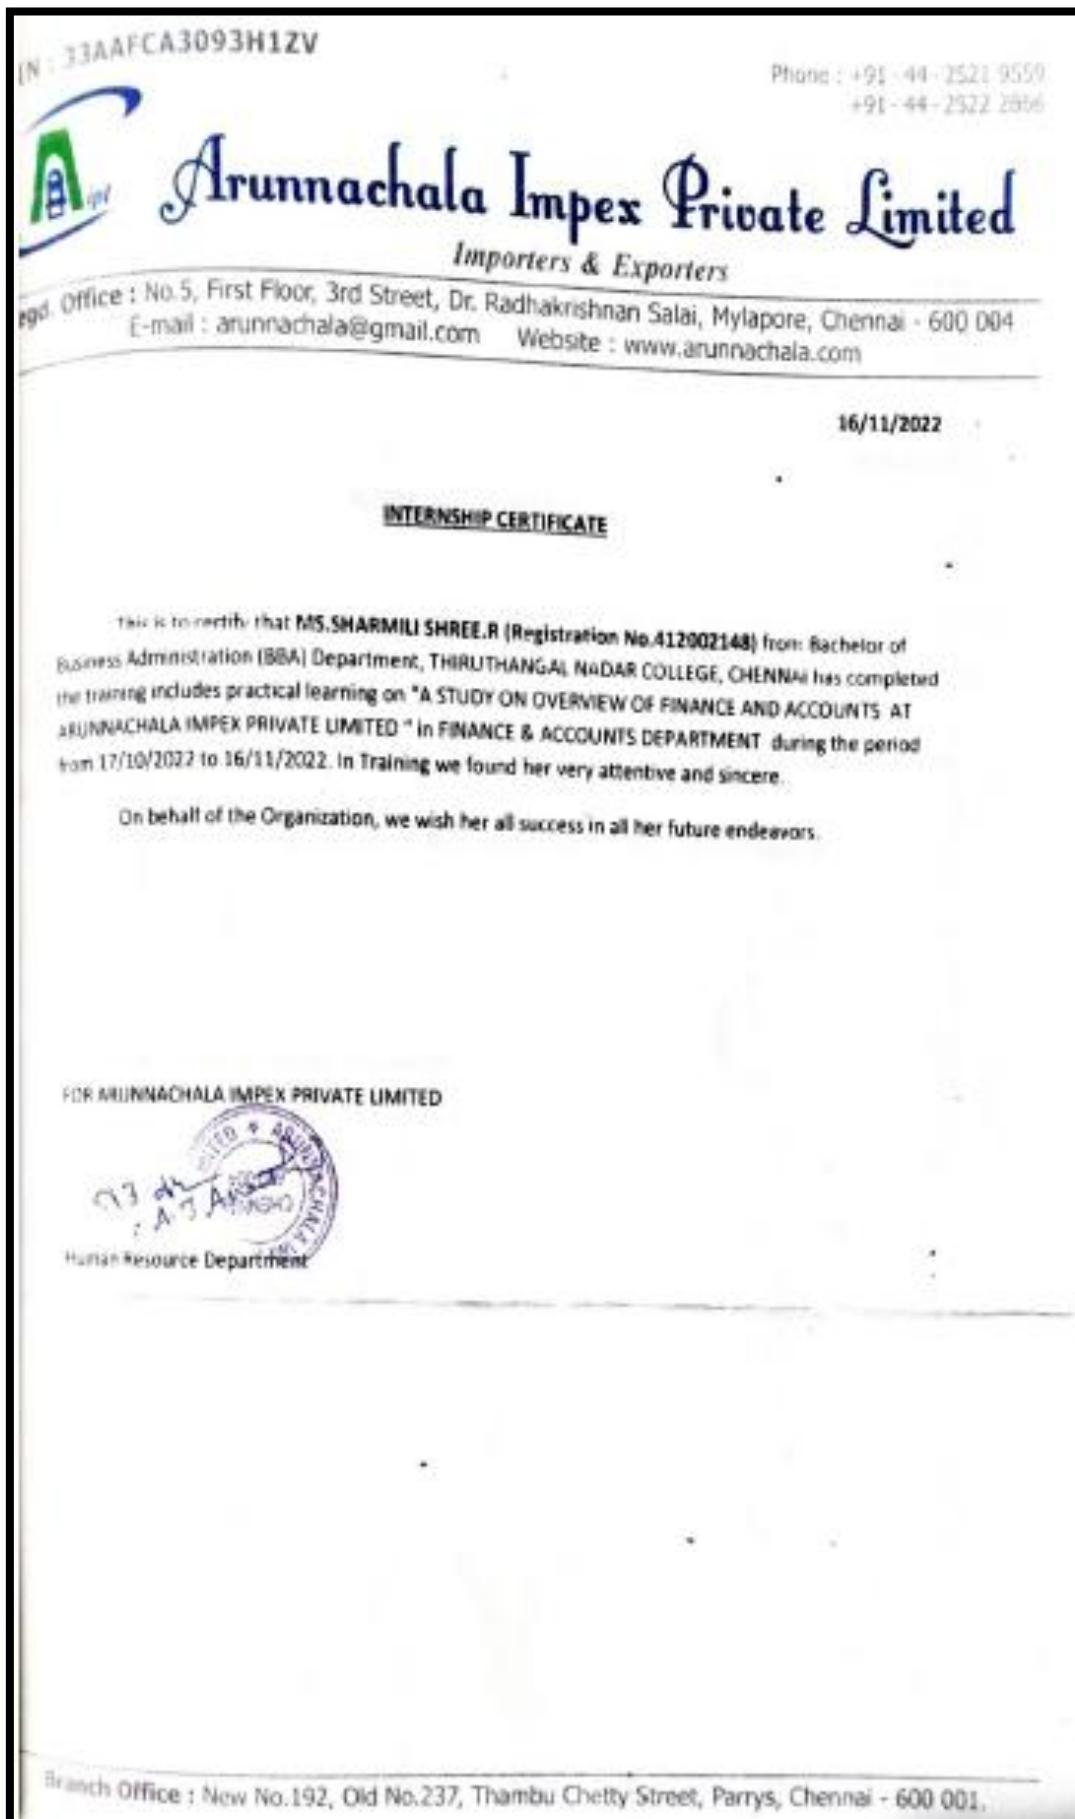 IN : 33AAFCA3093H1ZV
Phone : +91 - 44 - 2521 9559
+91 - 44 - 2522 2866
Arunnachala Impex Private Limited
Importers & Exporters
egd. Office : No.5, First Floor, 3rd Street, Dr. Radhakrishnan Salai, Mylapore, Chennai - 600 004
E-mail : arunnachala@gmail.com Website : www.arunnachala.com
16/11/2022
INTERNSHIP CERTIFICATE
This is to certify that MS.SHARMILI SHREE.R (Registration No.412002148) from Bachelor of
Business Administration (BBA) Department, THIRUTHANGAL NADAR COLLEGE, CHENNAI has completed
the training includes practical learning on "A STUDY ON OVERVIEW OF FINANCE AND ACCOUNTS AT
ARUNNACHALA IMPEX PRIVATE LIMITED " in FINANCE & ACCOUNTS DEPARTMENT during the period
from 17/10/2022 to 16/11/2022. In Training we found her very attentive and sincere.
On behalf of the Organization, we wish her all success in all her future endeavors.
FOR ARUNNACHALA IMPEX PRIVATE LIMITED
Human Resource Department
Branch Office : New No.192, Old No.237, Thambu Chetty Street, Parrys, Chennai - 600 001.